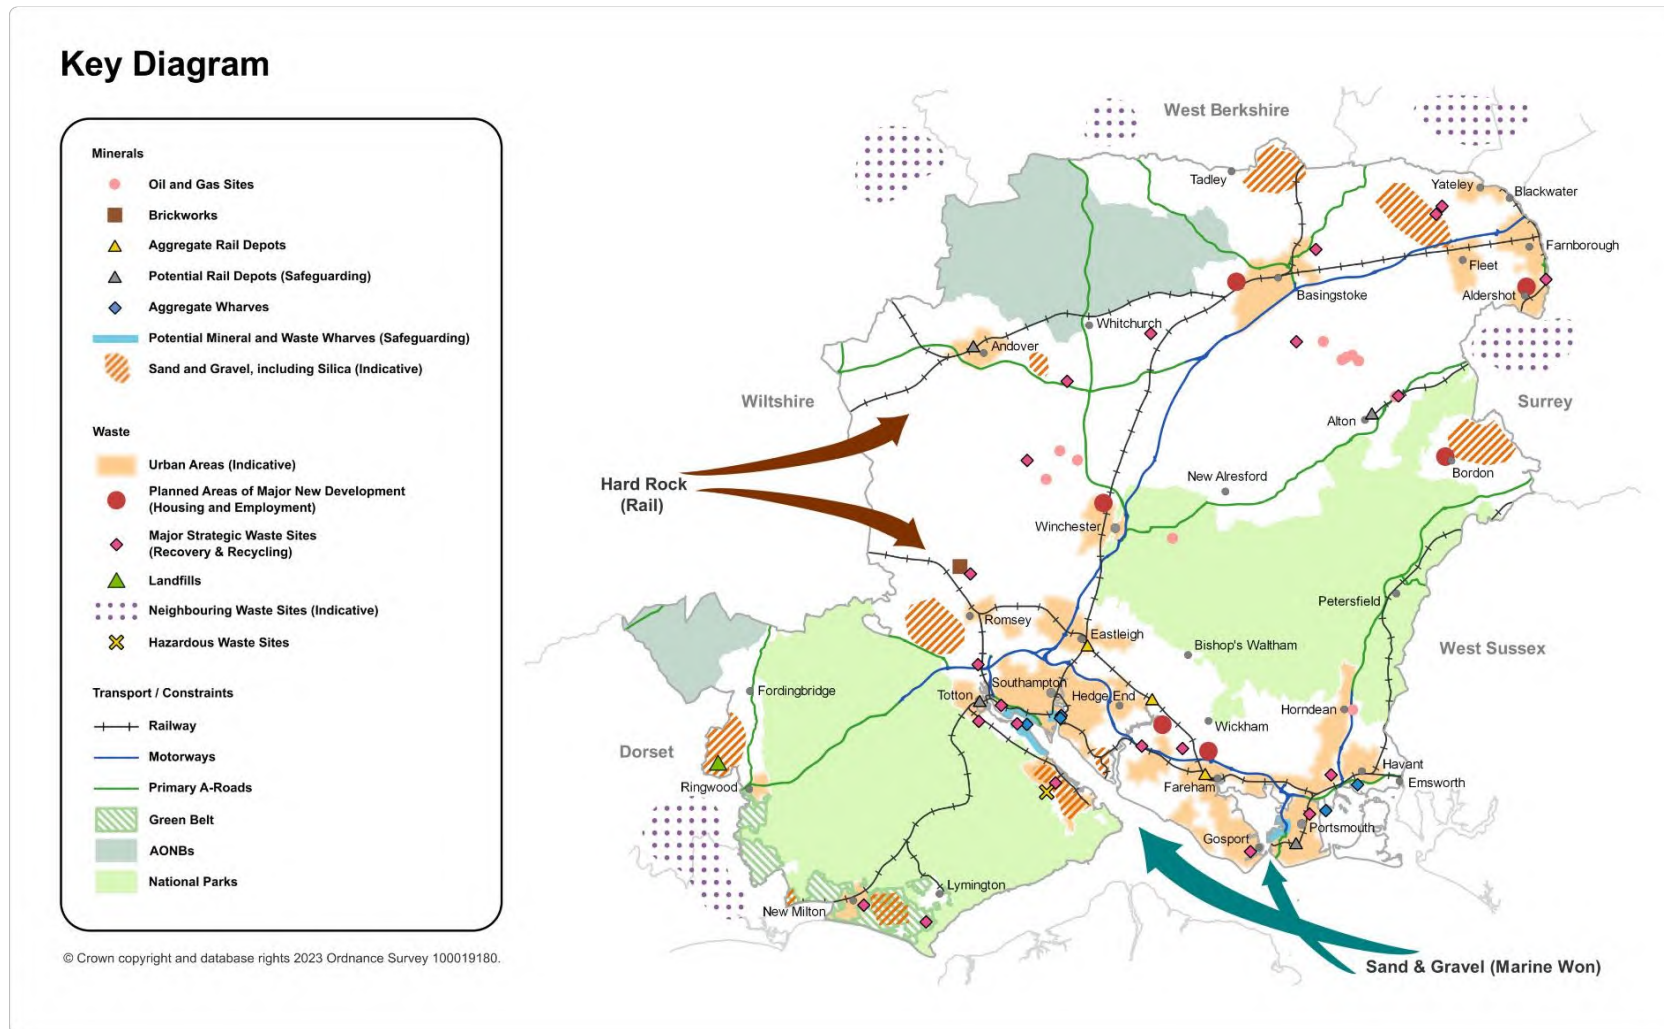 Key Diagram
Minerals
Oil and Gas Sites
Brickworks
Aggregate Rail Depots
Potential Rail Depots (Safeguarding)
Aggregate Wharves
Potential Mineral and Waste Wharves (Safeguarding)
Sand and Gravel, including Silica (Indicative)
Waste
Urban Areas (Indicative)
Planned Areas of Major New Development
(Housing and Employment)
Major Strategic Waste Sites
(Recovery & Recycling)
Landfills
Neighbouring Waste Sites (Indicative)
Hazardous Waste Sites
Transport / Constraints
Railway
Motorways
Primary A-Roads
Green Belt
AONBs
National Parks
© Crown copyright and database rights 2023 Ordnance Survey 100019180.
West Berkshire
Tadley
Yateley
Blackwater
Farnborough
Fleet
Basingstoke
Aldershot
Whitchurch
Andover
Wiltshire
Surrey
Alton
Bordon
New Alresford
Hard Rock
(Rail)
Winchester
Petersfield
Romsey
Eastleigh
Bishop's Waltham
West Sussex
Fordingbridge
Southampton
Totton
Hedge End
Horndean
Wickham
Dorset
Havant
Emsworth
Ringwood
Fareham
Portsmouth
Gosport
Lymington
New Milton
Sand & Gravel (Marine Won)